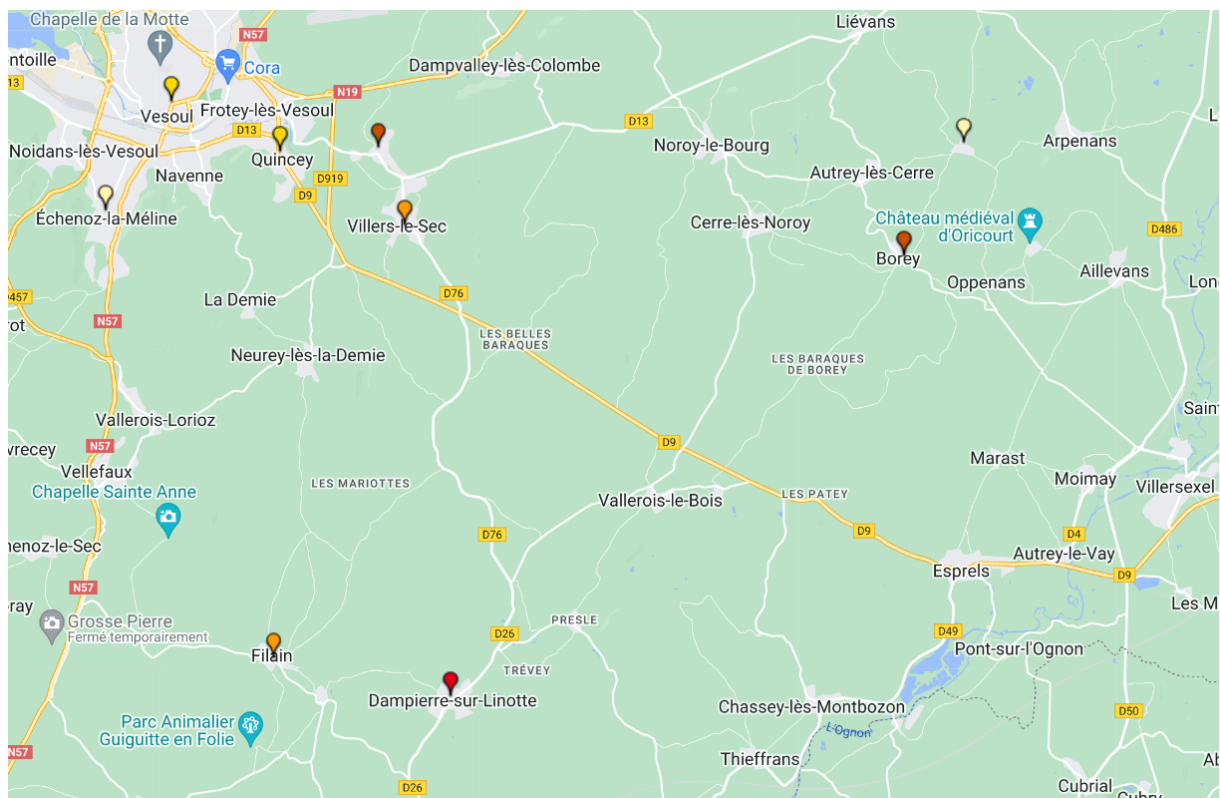 Chapelle de la Motte
Liévans
N57
ntoille
Cora
Dampvalley-lès-Colombe
13
N19
Vesoul
Frotey-lès-Vesoul
D13
D13
Noidans-lès-Vesoul
Quincey
Noroy-le-Bourg
Arpenans
Navenne
D919
Autrey-lès-Cerre
D9
Échenoz-la-Méline
Villers-le-Sec
Cerre-lès-Noroy
Château médiéval
d'Oricourt
D486
Borey
Aillevans
Oppenans
Lon
D457
La Demie
D76
N57
rot
LES BELLES
BARAQUES
Neurey-lès-la-Demie
LES BARAQUES
DE BOREY
Saint
Vallerois-Lorioz
N57
D9
vrecey
Vellefaux
Marast
Chapelle Sainte Anne
LES MARIOTTES
Moimay
Villersexel
Vallerois-le-Bois
LES PATEY
D76
D9
D4
henoz-le-Sec
Autrey-le-Vay
Esprels
D9
N57
Les M
oray
Grosse Pierre
Fermé temporairement
PRESLE
D26
D49
Filain
Pont-sur-l'Ognon
TRÉVEY
Dampierre-sur-Linotte
Chassey-lès-Montbozon
D50
Parc Animalier
Guiguitte en Folie
L'Ognon
N57
Thieffrans
Ab
D26
Cubrial
Cubry